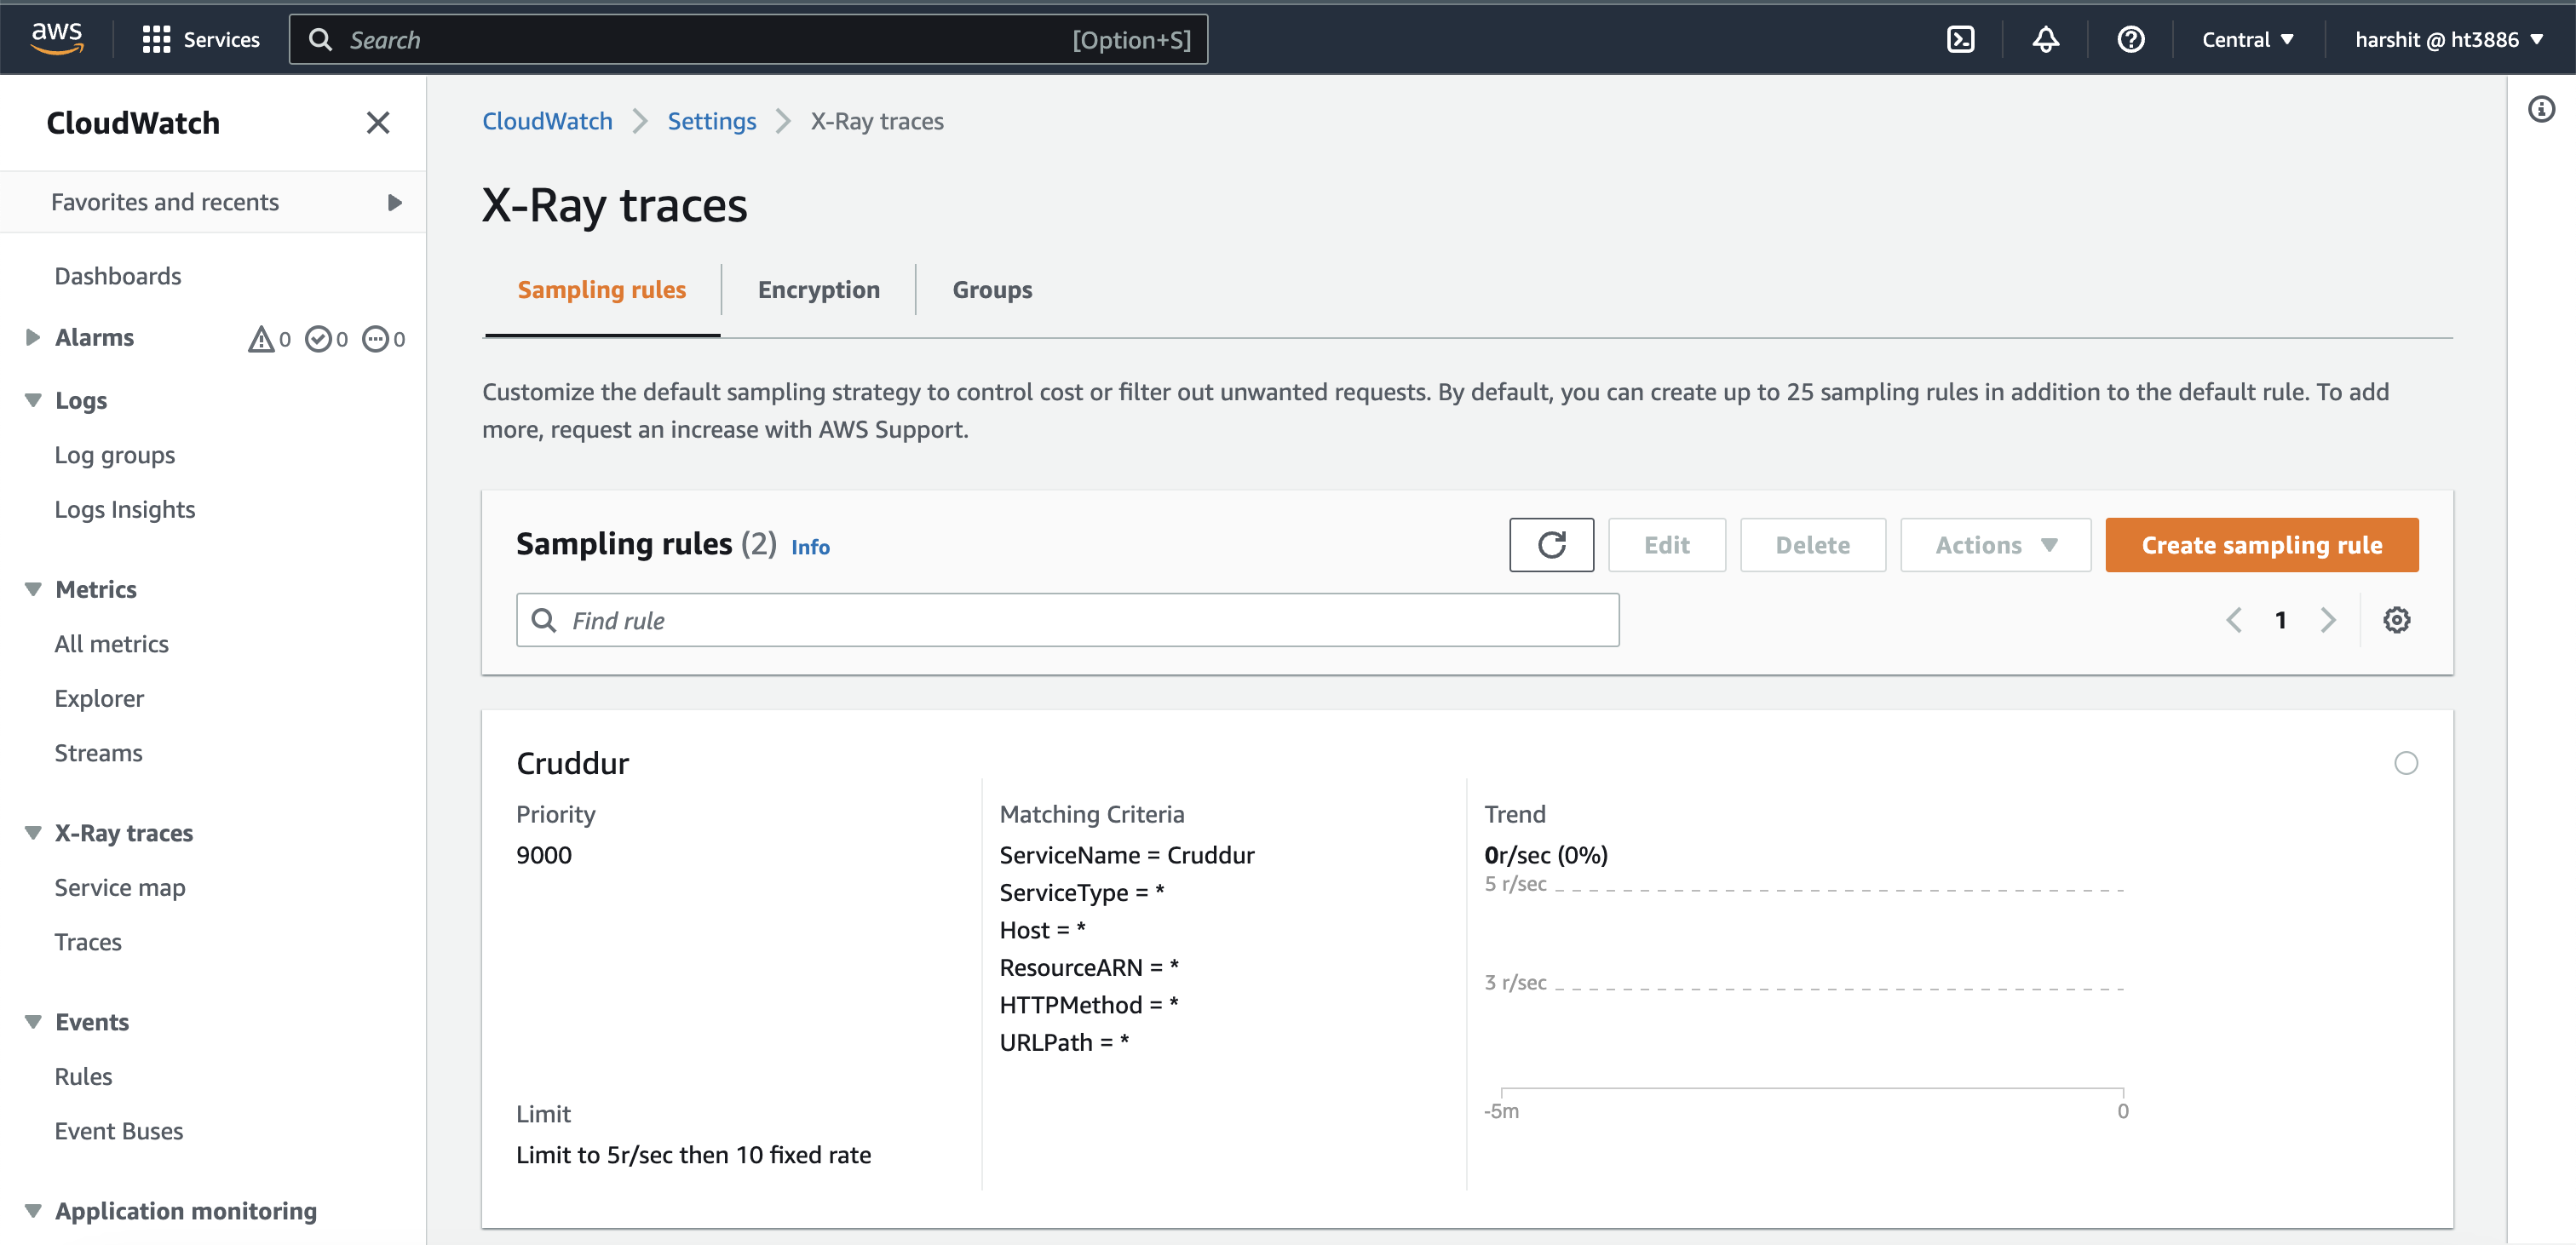 aws
Services
Search
[Option+S]
Central
harshit @ ht3886
CloudWatch
Favorites and recents
Dashboards
Alarms
0
0
0
Logs
Log groups
Logs Insights
Metrics
All metrics
Explorer
Streams
X-Ray traces
Service map
Traces
Events
Rules
Event Buses
Application monitoring
CloudWatch
Settings
X-Ray traces
X-Ray traces
Sampling rules
Encryption
Groups
Customize the default sampling strategy to control cost or filter out unwanted requests. By default, you can create up to 25 sampling rules in addition to the default rule. To add
more, request an increase with AWS Support.
Sampling rules (2) Info
Edit
Delete
Actions
Create sampling rule
Find rule
1
Cruddur
Priority
9000
Limit
Limit to 5r/sec then 10 fixed rate
Matching Criteria
ServiceName = Cruddur
ServiceType = *
Host = *
ResourceARN = *
HTTPMethod = *
URLPath = *
Trend
0r/sec (0%)
5 r/sec
3 r/sec
-5m
0